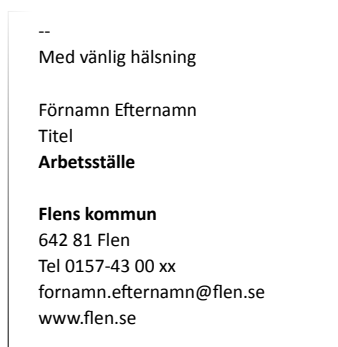 --
Med vänlig hälsning
Förnamn Efternamn
Titel
Arbetsställe
Flens kommun
642 81 Flen
Tel 0157-43 00 xx
fornamn.efternamn@flen.se
www.flen.se